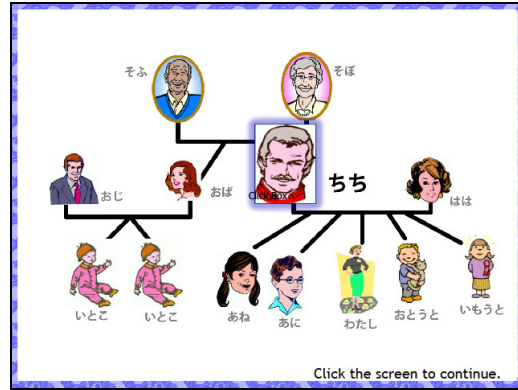 そふ
そぼ
おじ
おば
Click Box
ちち
はは
いとこ
いとこ
あね
あに
わたし
おとうと
いもうと
Click the screen to continue.